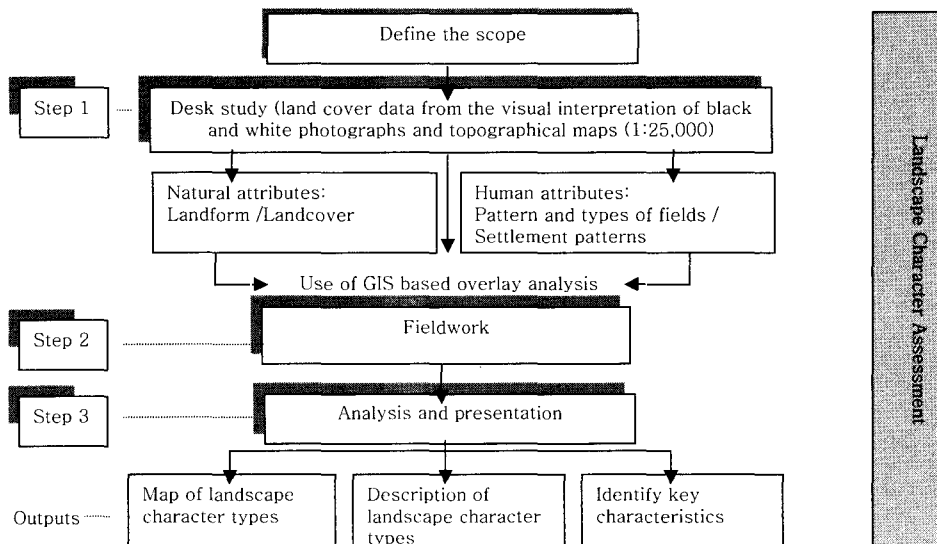 Define the scope
Step 1
Desk study (land cover data from the visual interpretation of black
and white photographs and topographical maps (1:25,000)
Natural attributes:
Landform /Landcover
Human attributes:
Pattern and types of fields /
Settlement patterns
Use of GIS based overlay analysis
Step 2
Fieldwork
Step 3
Analysis and presentation
Outputs
Map of landscape
character types
Description of
landscape character
types
Identify key
characteristics
Landscape Character Assessment